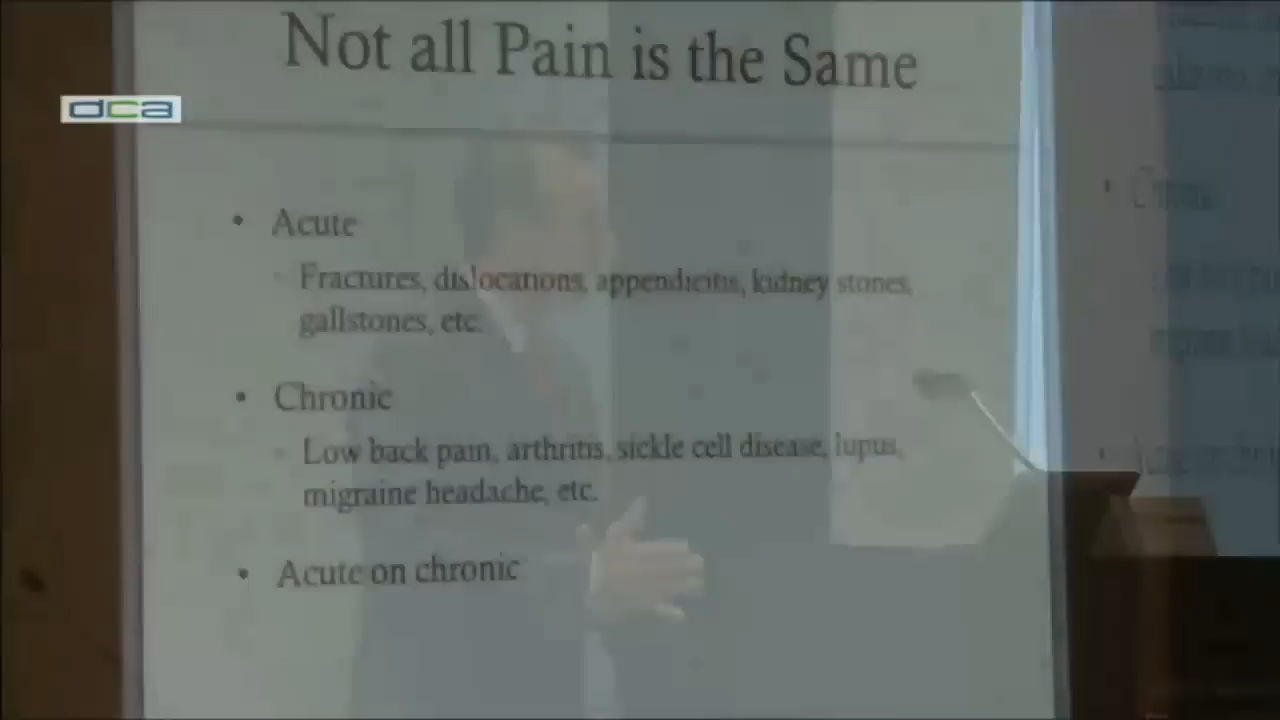 Not all Pain is the Same
dca
• Acute
Fractures, dislocations, appendicitis, kidney stones,
gallstones, etc.
• Chronic
Low back pain, arthritis, sickle cell disease, lupus,
migraine headache, etc.
• Acute on chronic
• Chronic